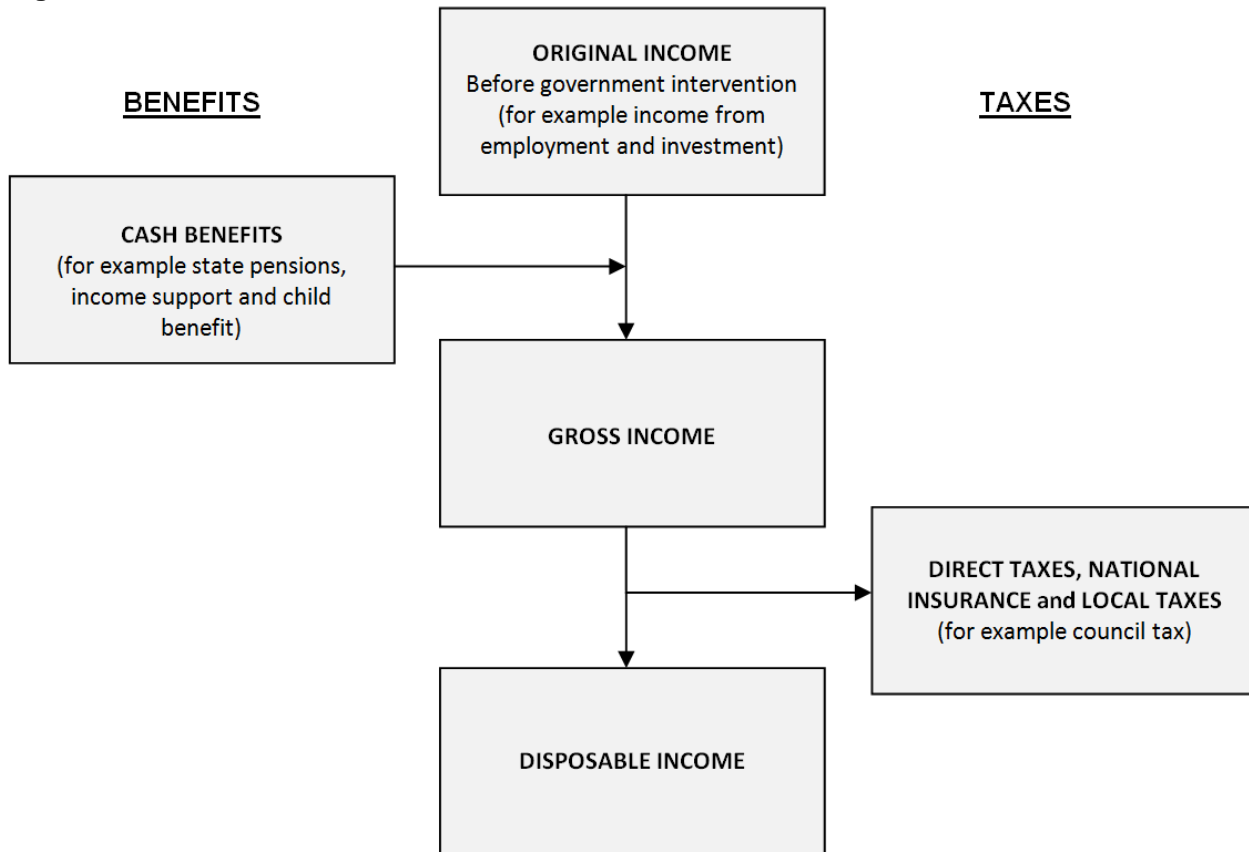 ORIGINAL INCOME
Before government intervention
(for example income from
employment and investment)
BENEFITS
TAXES
CASH BENEFITS
(for example state pensions,
income support and child
benefit)
GROSS INCOME
DIRECT TAXES, NATIONAL
INSURANCE and LOCAL TAXES
(for example council tax)
DISPOSABLE INCOME